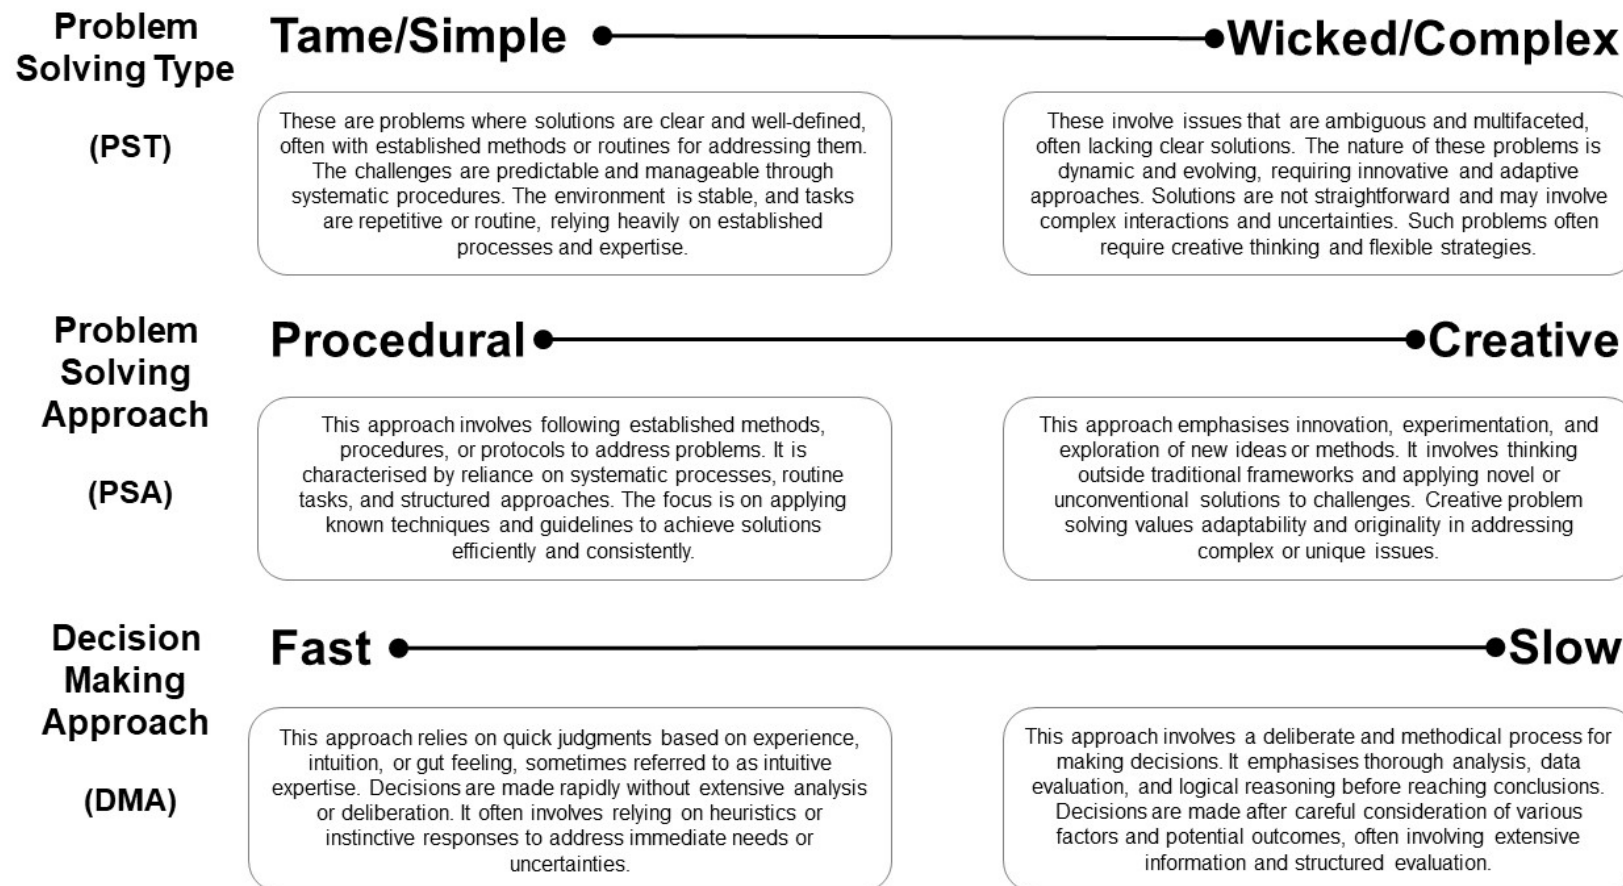 Problem
Solving Type
(PST)
Tame/Simple
Wicked/Complex
These are problems where solutions are clear and well-defined,
often with established methods or routines for addressing them.
The challenges are predictable and manageable through
systematic procedures. The environment is stable, and tasks
are repetitive or routine, relying heavily on established
processes and expertise.
These involve issues that are ambiguous and multifaceted,
often lacking clear solutions. The nature of these problems is
dynamic and evolving, requiring innovative and adaptive
approaches. Solutions are not straightforward and may involve
complex interactions and uncertainties. Such problems often
require creative thinking and flexible strategies.
Problem
Solving
Approach
(PSA)
Procedural
Creative
This approach involves following established methods,
procedures, or protocols to address problems. It is
characterised by reliance on systematic processes, routine
tasks, and structured approaches. The focus is on applying
known techniques and guidelines to achieve solutions
efficiently and consistently.
This approach emphasises innovation, experimentation, and
exploration of new ideas or methods. It involves thinking
outside traditional frameworks and applying novel or
unconventional solutions to challenges. Creative problem
solving values adaptability and originality in addressing
complex or unique issues.
Decision
Making
Approach
(DMA)
Fast
Slow
This approach relies on quick judgments based on experience,
intuition, or gut feeling, sometimes referred to as intuitive
expertise. Decisions are made rapidly without extensive analysis
or deliberation. It often involves relying on heuristics or
instinctive responses to address immediate needs or
uncertainties.
This approach involves a deliberate and methodical process for
making decisions. It emphasises thorough analysis, data
evaluation, and logical reasoning before reaching conclusions.
Decisions are made after careful consideration of various
factors and potential outcomes, often involving extensive
information and structured evaluation.